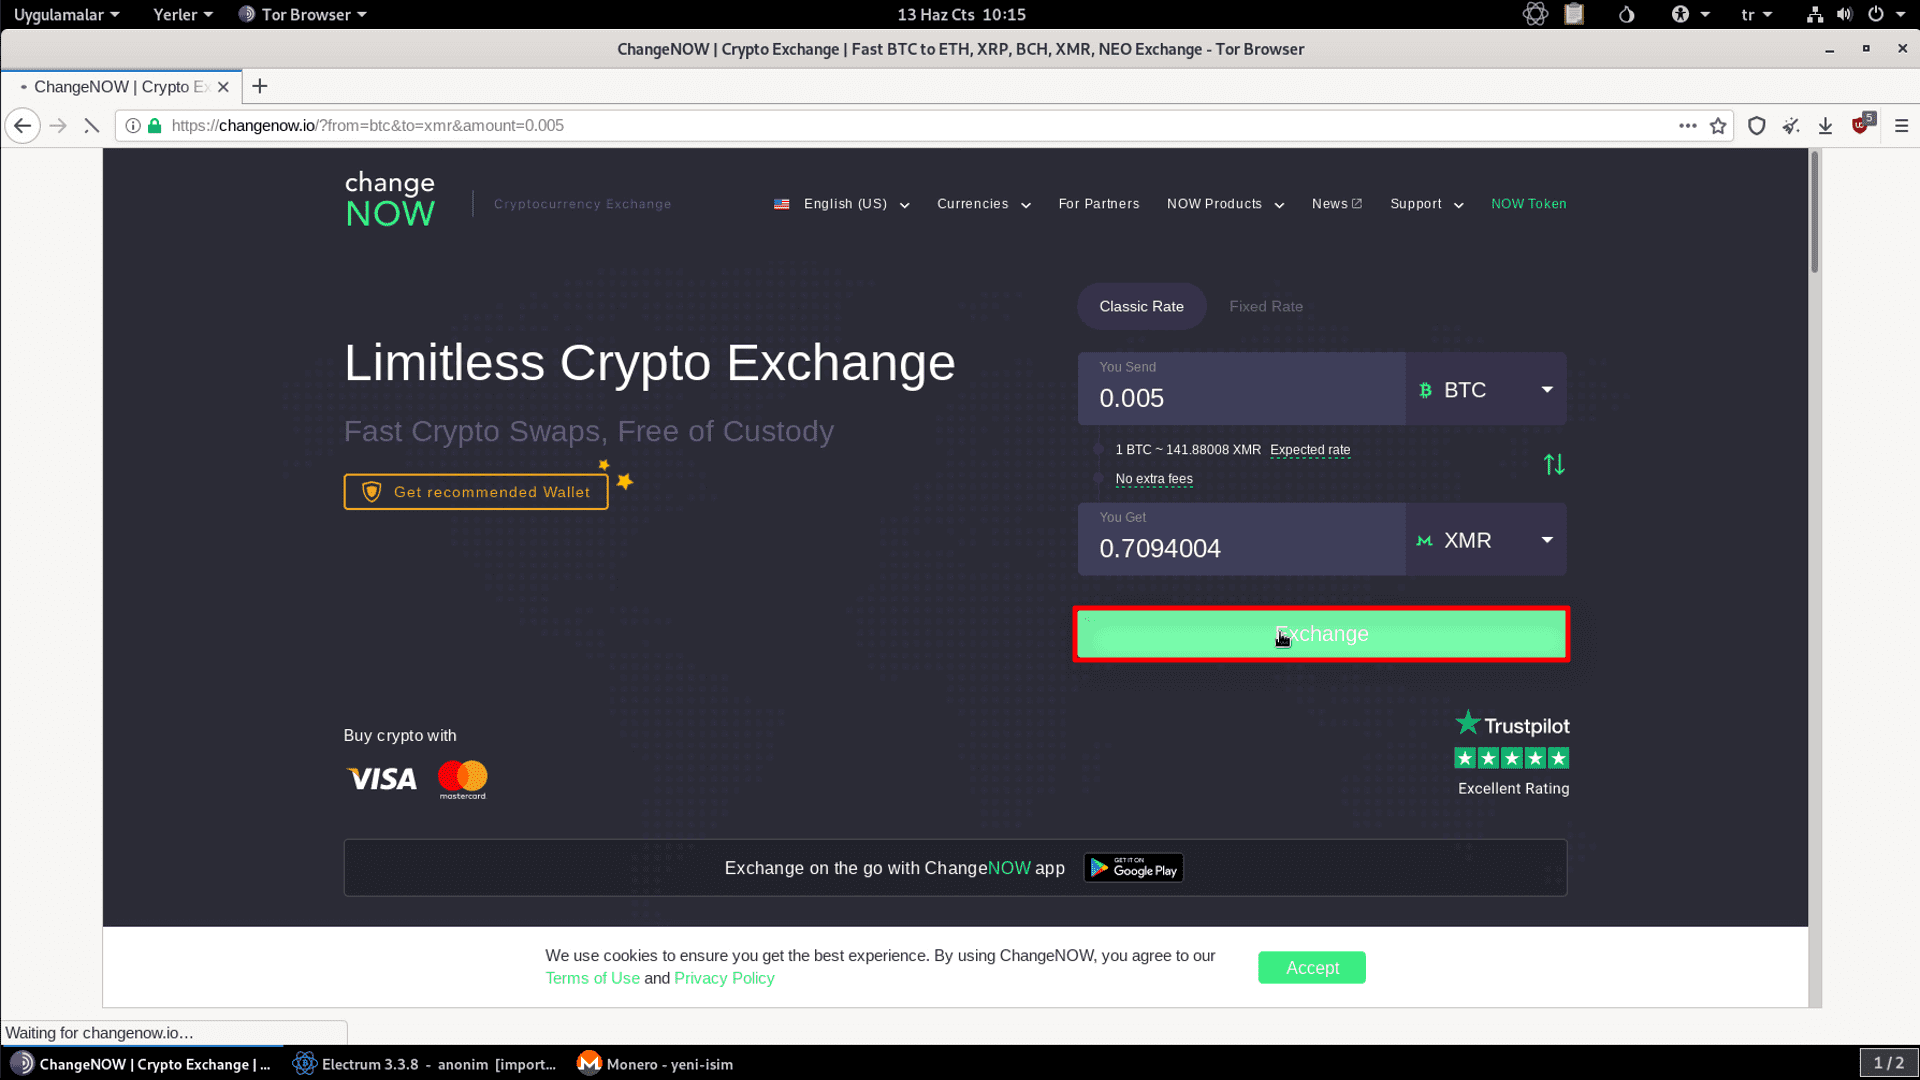 Uygulamalar
Yerler
Tor Browser
13 Haz Cts 10:15
tr
ChangeNOW | Crypto Exchange | Fast BTC to ETH, XRP, BCH, XMR, NEO Exchange - Tor Browser
ChangeNOW | Crypto Ex
https://changenow.io/?from=btc&to=xmr&amount=0.005
5
change
NOW
Cryptocurrency Exchange
English (US)
Currencies
For Partners
NOW Products
News
Support
NOW Token
Classic Rate
Fixed Rate
Limitless Crypto Exchange
Fast Crypto Swaps, Free of Custody
Get recommended Wallet
You Send
0.005
BTC
1 BTC ~ 141.88008 XMR Expected rate
No extra fees
You Get
0.7094004
XMR
Exchange
Buy crypto with
VISA
mastercard
Trustpilot
Excellent Rating
Exchange on the go with ChangeNOW app
GET IT ON
Google Play
We use cookies to ensure you get the best experience. By using ChangeNOW, you agree to our
Terms of Use and Privacy Policy
Accept
Waiting for changenow.io…
ChangeNOW | Crypto Exchange | ...
Electrum 3.3.8 - anonim [import...
Monero - yeni-isim
1 / 2